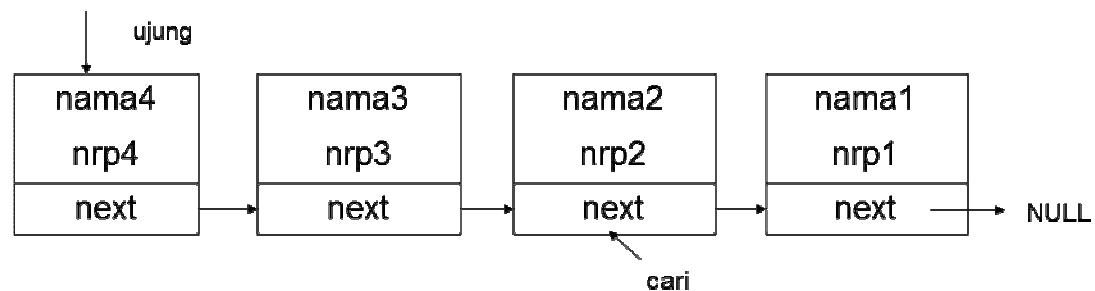 ujung
nama4
nrp4
next
nama3
nrp3
next
nama2
nrp2
next
nama1
nrp1
next
NULL
cari